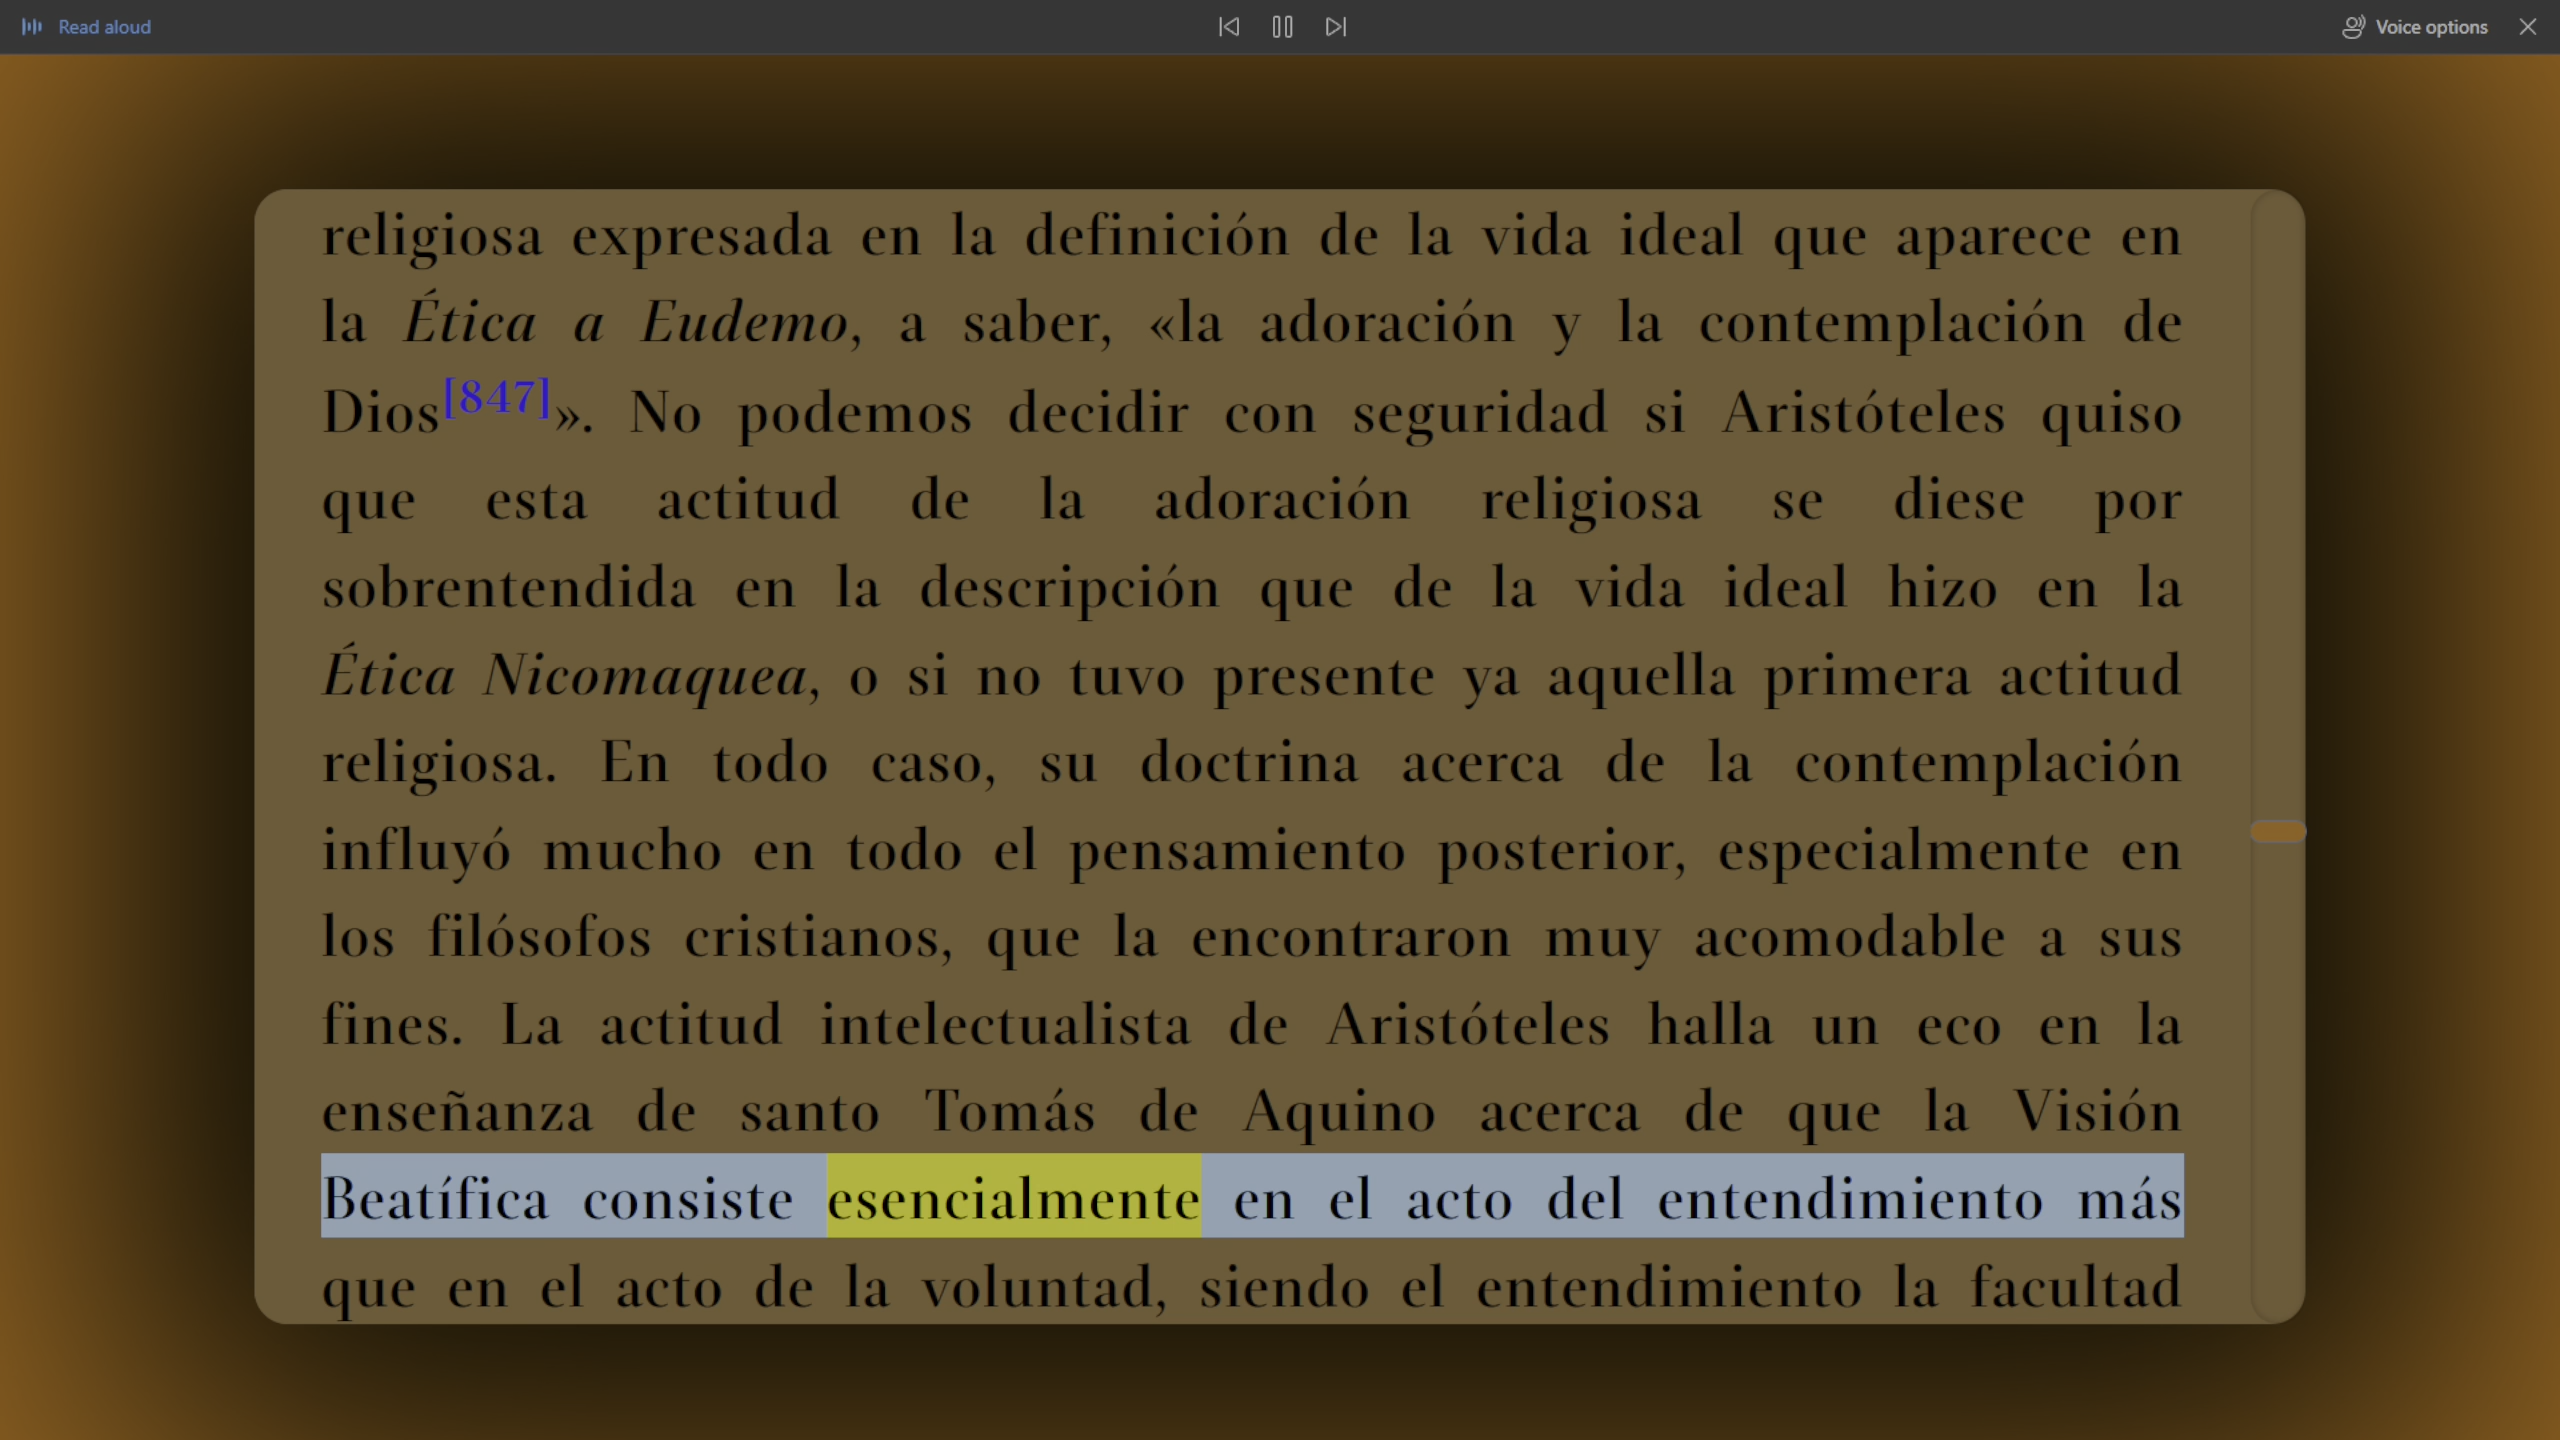 Read aloud
Voice options
religiosa expresada en la definición de la vida ideal que aparece en
la Ética a Eudemo, a saber, «la adoración y la contemplación de
Dios[847]». No podemos decidir con seguridad si Aristóteles quiso
que esta actitud de la adoración religiosa se diese por
sobrentendida en la descripción que de la vida ideal hizo en la
Ética Nicomaquea, o si no tuvo presente ya aquella primera actitud
religiosa. En todo caso, su doctrina acerca de la contemplación
influyó mucho en todo el pensamiento posterior, especialmente en
los filósofos cristianos, que la encontraron muy acomodable a sus
fines. La actitud intelectualista de Aristóteles halla un eco en la
enseñanza de santo Tomás de Aquino acerca de que la Visión
Beatífica consiste esencialmente en el acto del entendimiento más
que en el acto de la voluntad, siendo el entendimiento la facultad